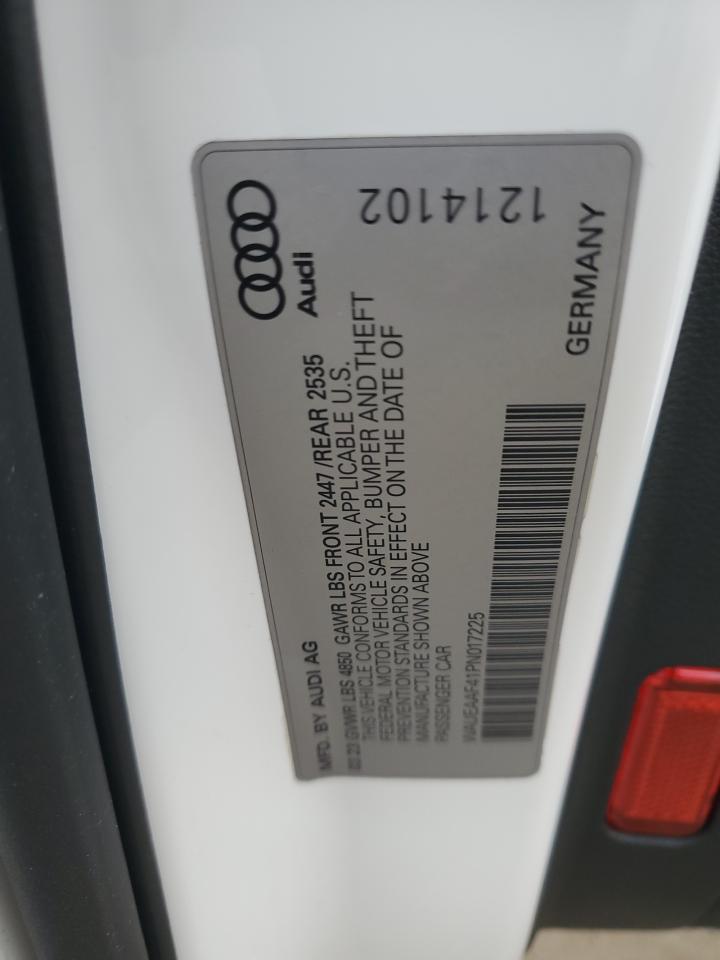 MFD. BY AUDI AG
Audi
GVWR LBS 4850 GAWR LBS FRONT 2447/REAR 2535
THIS VEHICLE CONFORMS TO ALL APPLICABLE U.S.
FEDERAL MOTOR VEHICLE SAFETY, BUMPER AND THEFT
PREVENTION STANDARDS IN EFFECT ON THE DATE OF
MANUFACTURE SHOWN ABOVE
PASSENGER CAR
WAUEAAF41PN017225
GERMANY
1214102